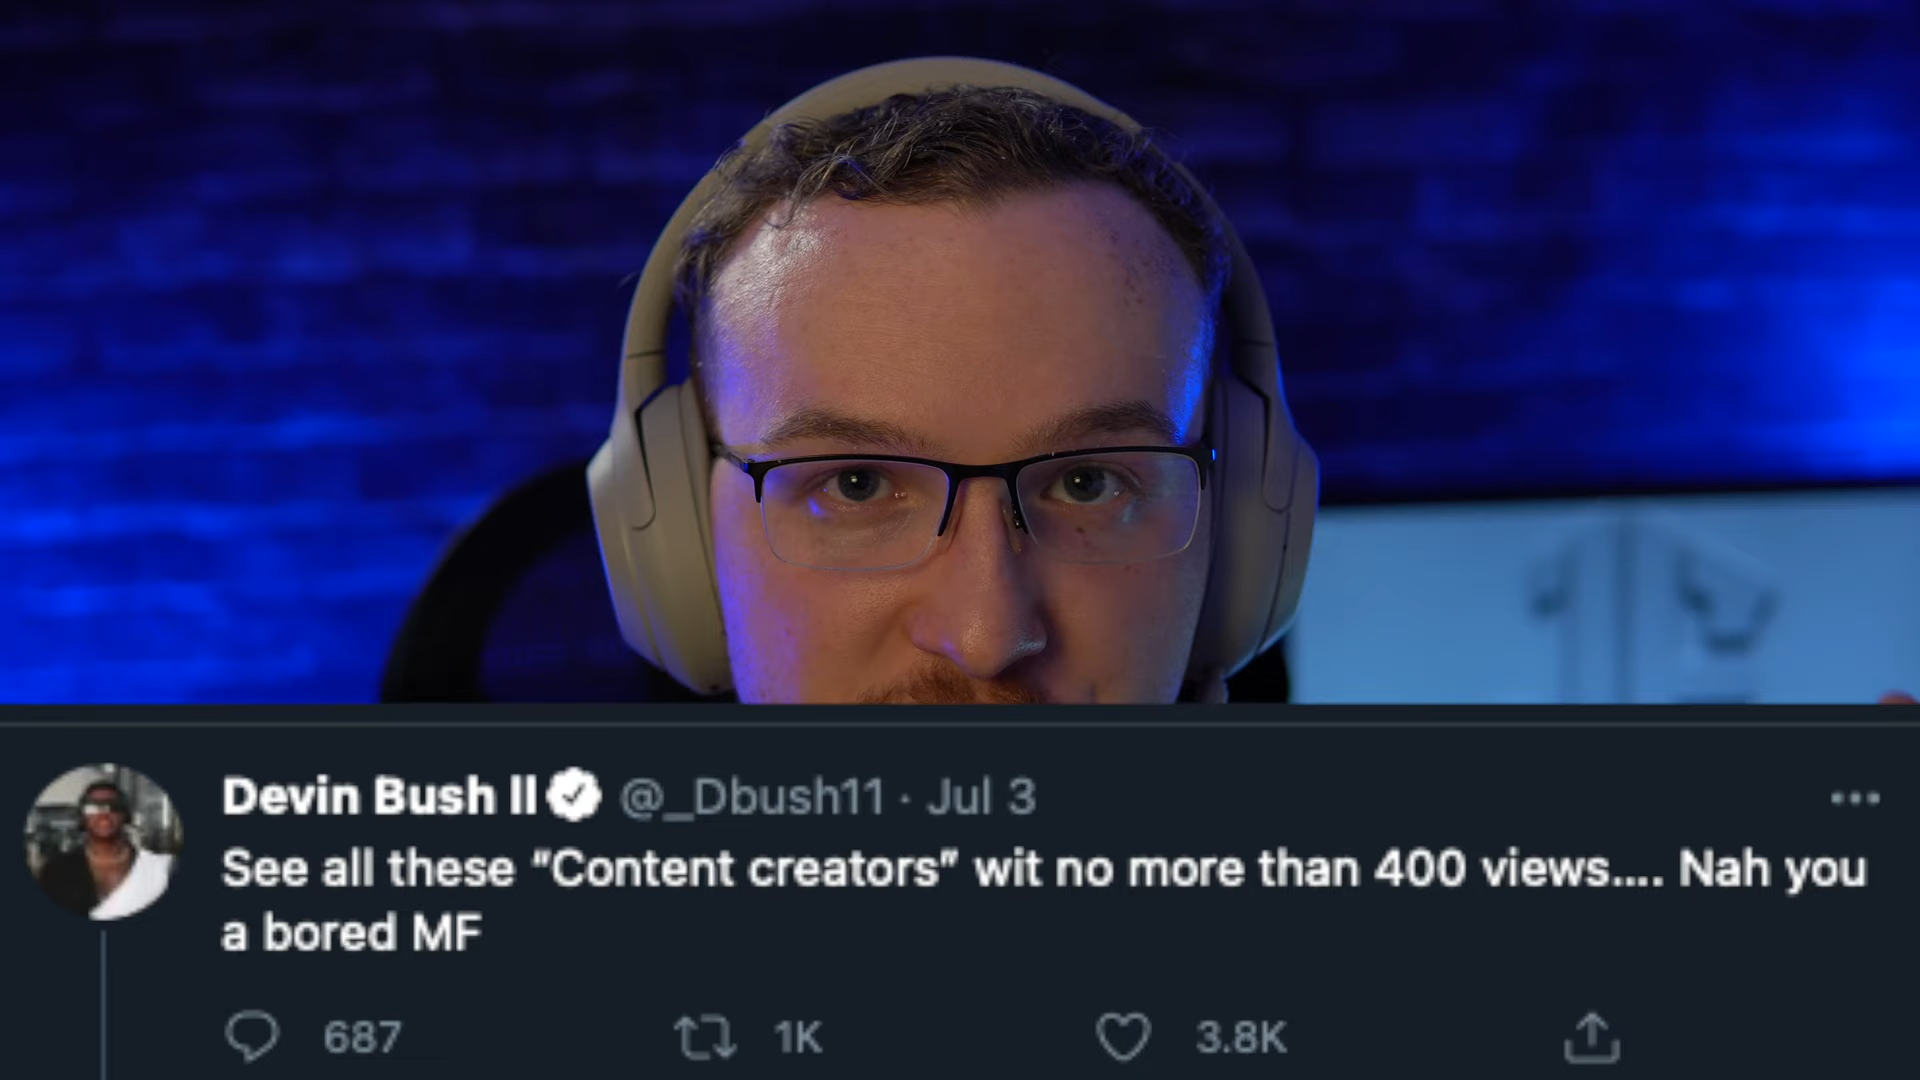 Devin Bush II @_Dbush11 · Jul 3
See all these "Content creators" wit no more than 400 views.... Nah you
a bored MF
687 1K 3.8K